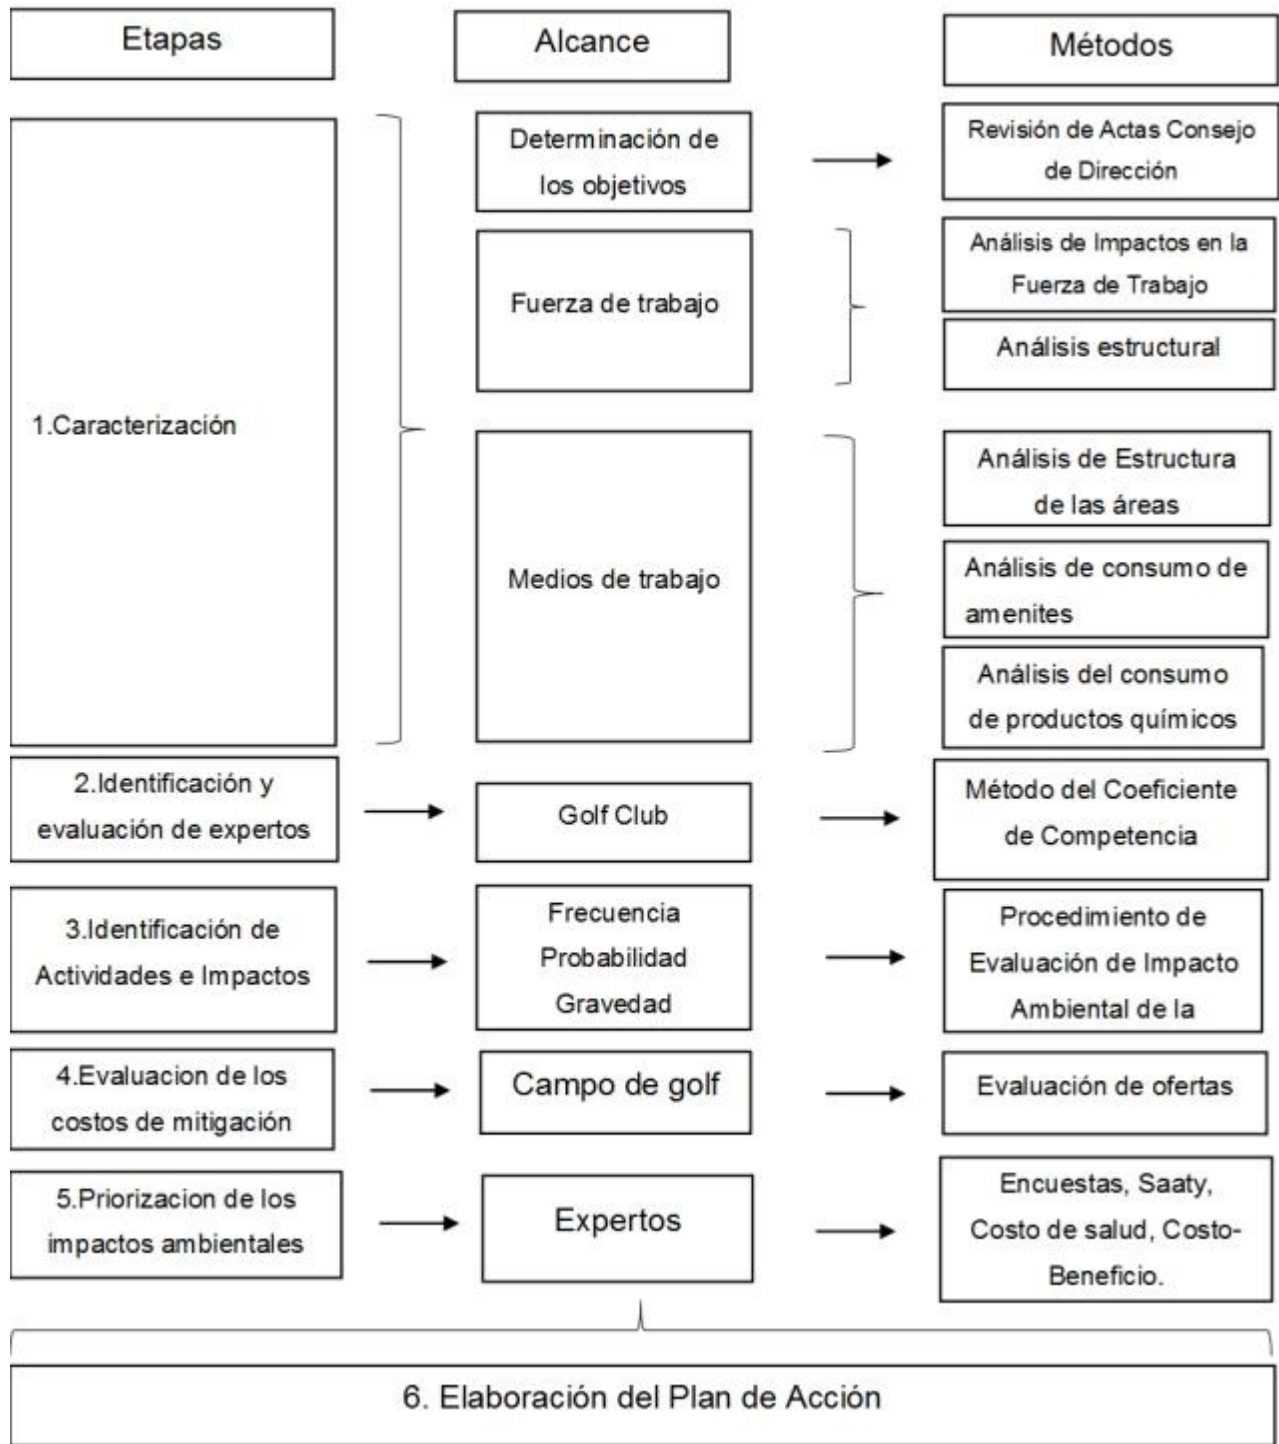 Etapas
Alcance
Métodos
1.Caracterización
Determinación de
los objetivos
Revisión de Actas Consejo
de Dirección
Fuerza de trabajo
Análisis de Impactos en la
Fuerza de Trabajo
Análisis estructural
Medios de trabajo
Análisis de Estructura
de las áreas
Análisis de consumo de
amenites
Análisis del consumo
de productos químicos
2.Identificación y
evaluación de expertos
Golf Club
Método del Coeficiente
de Competencia
3.Identificación de
Actividades e Impactos
Frecuencia
Probabilidad
Gravedad
Procedimiento de
Evaluación de Impacto
Ambiental de la
4.Evaluacion de los
costos de mitigación
Campo de golf
Evaluación de ofertas
5.Priorizacion de los
impactos ambientales
Expertos
Encuestas, Saaty,
Costo de salud, Costo-
Beneficio.
6. Elaboración del Plan de Acción